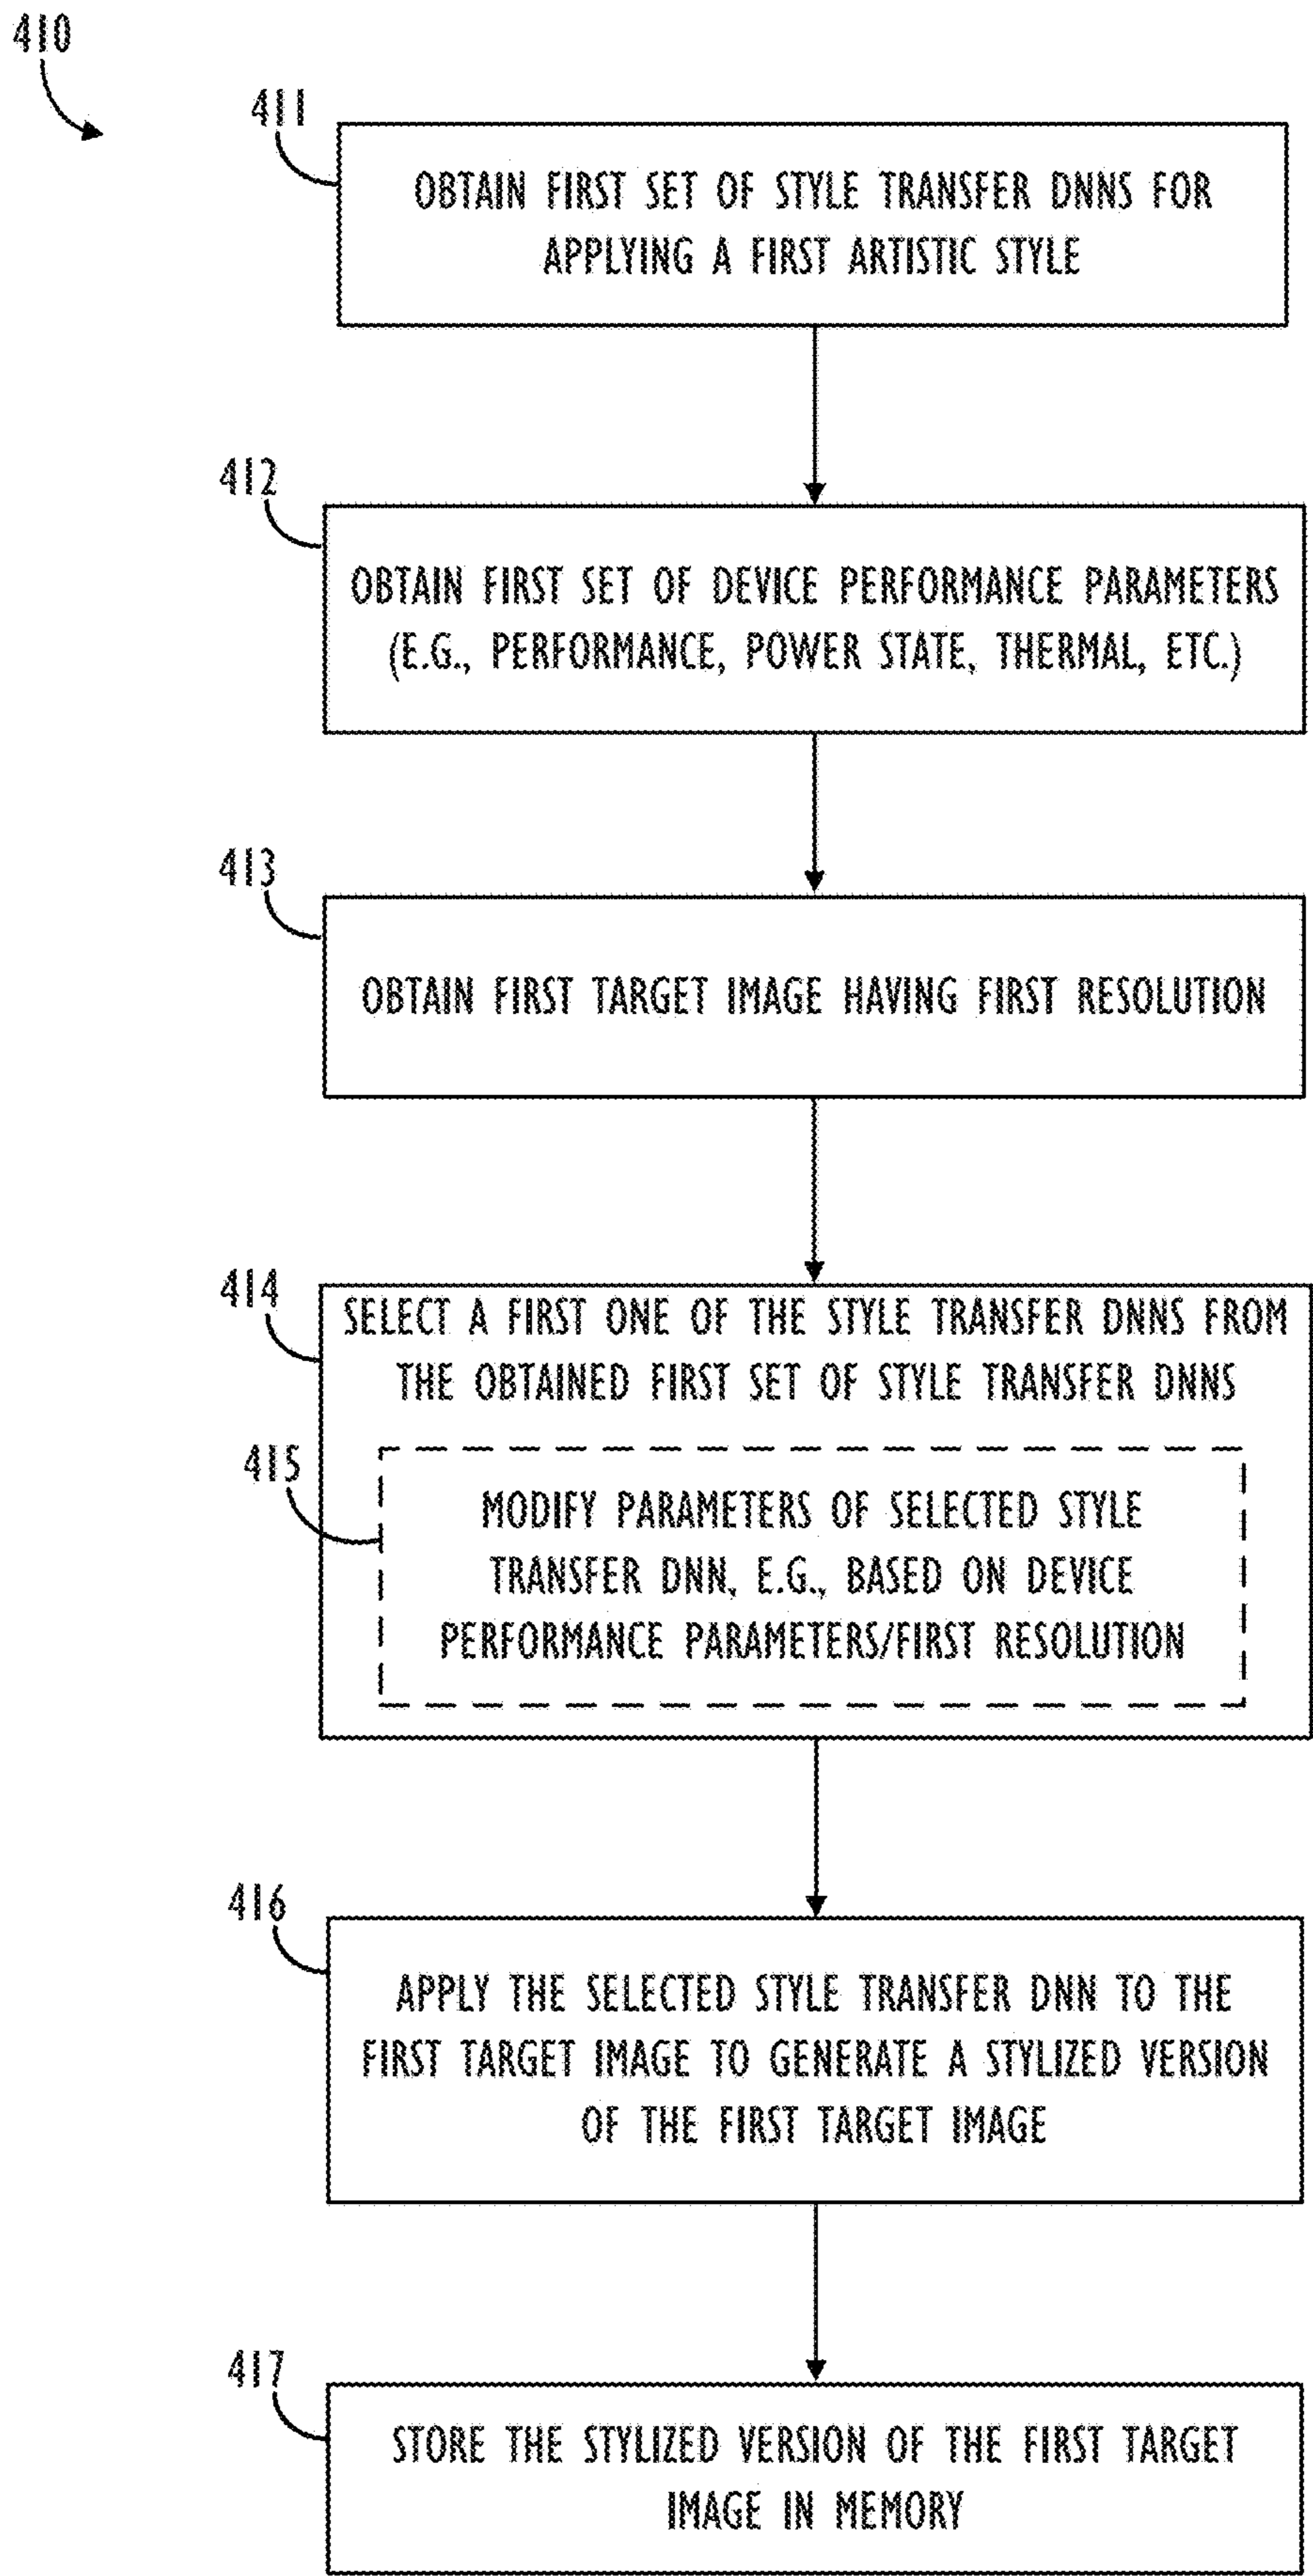 410
411
OBTAIN FIRST SET OF STYLE TRANSFER DNNS FOR
APPLYING A FIRST ARTISTIC STYLE
412
OBTAIN FIRST SET OF DEVICE PERFORMANCE PARAMETERS
(E.G., PERFORMANCE, POWER STATE, THERMAL, ETC.)
413
OBTAIN FIRST TARGET IMAGE HAVING FIRST RESOLUTION
414
SELECT A FIRST ONE OF THE STYLE TRANSFER DNNS FROM
THE OBTAINED FIRST SET OF STYLE TRANSFER DNNS
415
MODIFY PARAMETERS OF SELECTED STYLE
TRANSFER DNN, E.G., BASED ON DEVICE
PERFORMANCE PARAMETERS/FIRST RESOLUTION
416
APPLY THE SELECTED STYLE TRANSFER DNN TO THE
FIRST TARGET IMAGE TO GENERATE A STYLIZED VERSION
OF THE FIRST TARGET IMAGE
417
STORE THE STYLIZED VERSION OF THE FIRST TARGET
IMAGE IN MEMORY